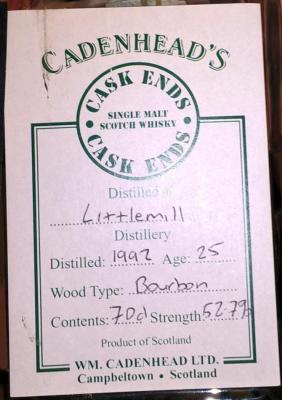 CADENHEAD'S
CASK ENDS
SINGLE MALT
SCOTCH WHISKY
CASK ENDS
Distilled at
Littlemill
Distillery
Distilled: 1992 Age: 25
Wood Type: Bourbon
Contents: 70cl Strength: 52.7%
Product of Scotland
WM. CADENHEAD LTD.
Campbeltown • Scotland